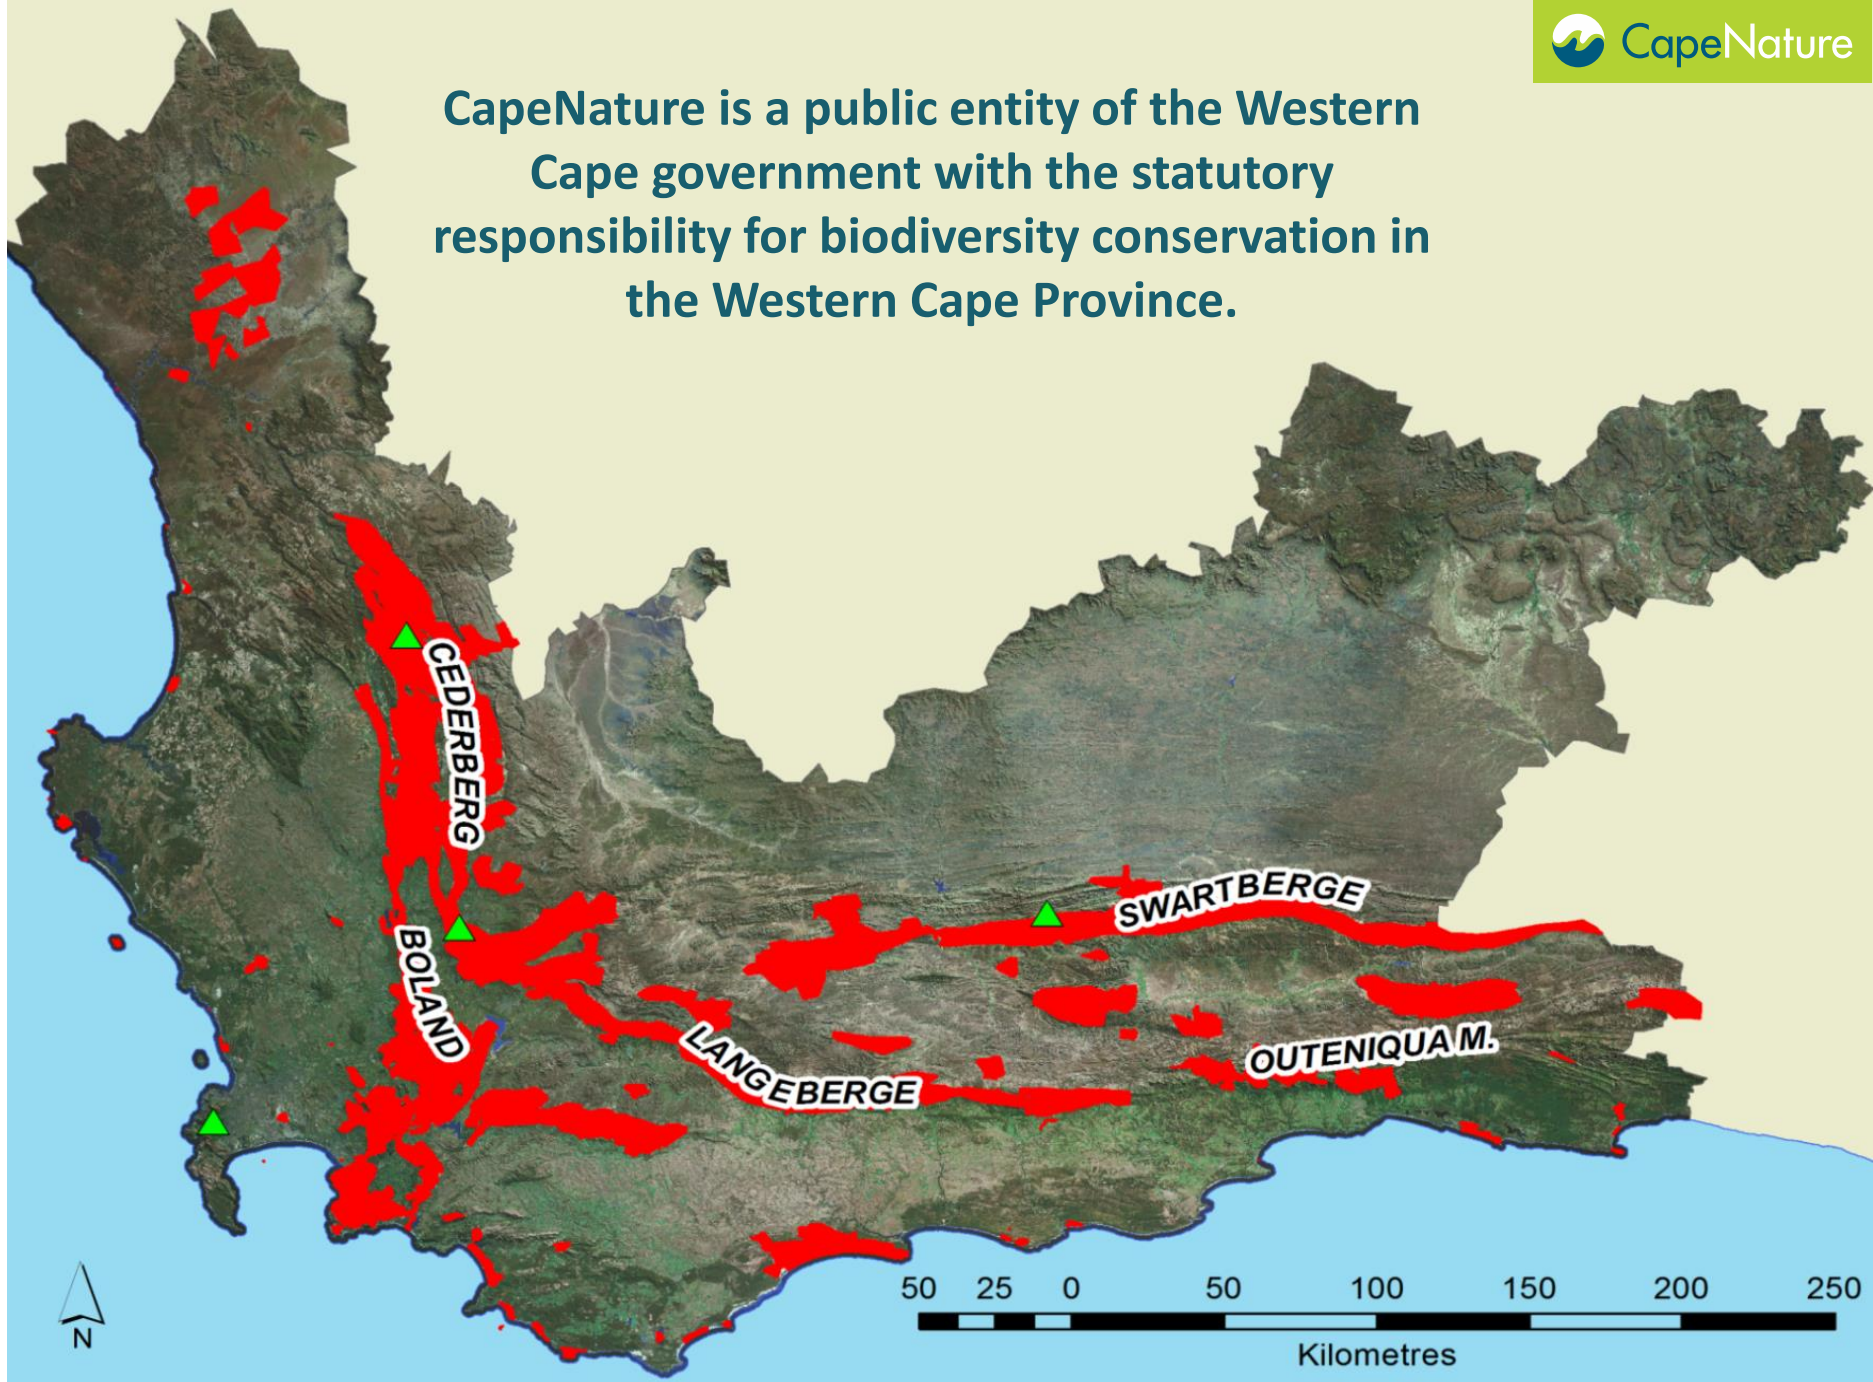 CapeNature
CapeNature is a public entity of the Western
Cape government with the statutory
responsibility for biodiversity conservation in
the Western Cape Province.
CEDERBERG
SWARTBERGE
BOLAND
LANGEBERGE
OUTENIQUA M.
50 25 0 50 100 150 200 250
Kilometres
N